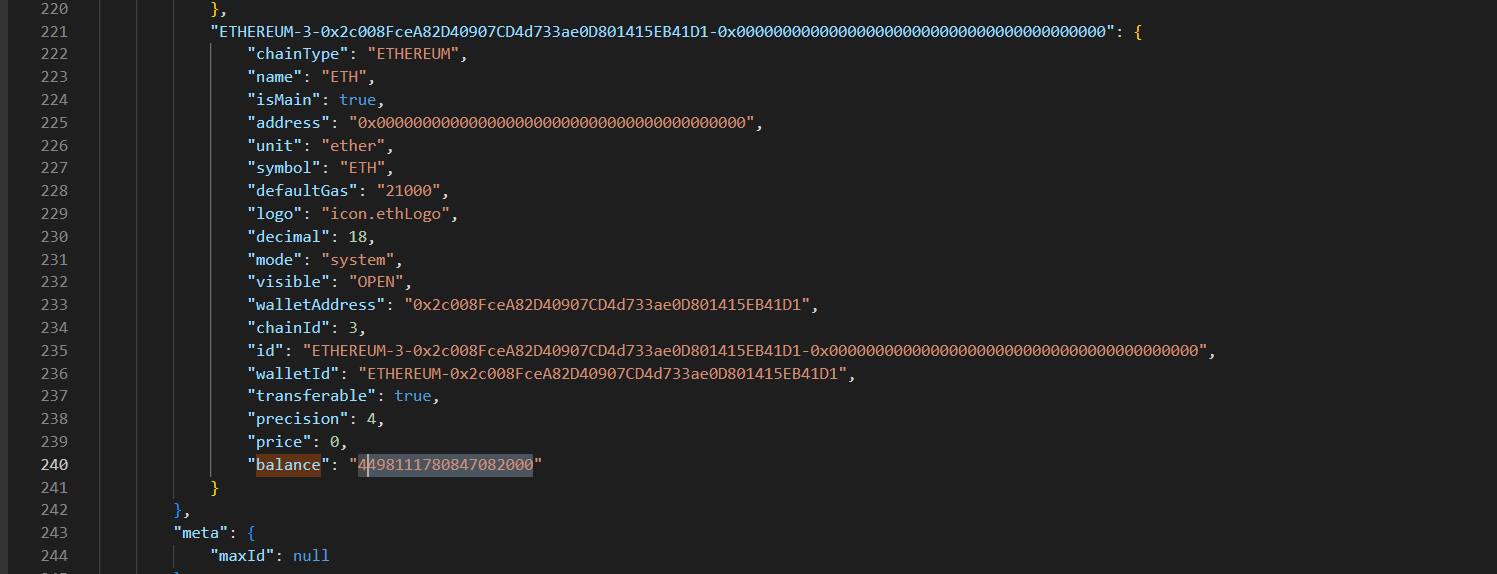 220 },
221 "ETHEREUM-3-0x2c008FceA82D40907CD4d733ae0D801415EB41D1-0x0000000000000000000000000000000000000000": {
222 "chainType": "ETHEREUM",
223 "name": "ETH",
224 "isMain": true,
225 "address": "0x0000000000000000000000000000000000000000",
226 "unit": "ether",
227 "symbol": "ETH",
228 "defaultGas": "21000",
229 "logo": "icon.ethLogo",
230 "decimal": 18,
231 "mode": "system",
232 "visible": "OPEN",
233 "walletAddress": "0x2c008FceA82D40907CD4d733ae0D801415EB41D1",
234 "chainId": 3,
235 "id": "ETHEREUM-3-0x2c008FceA82D40907CD4d733ae0D801415EB41D1-0x0000000000000000000000000000000000000000",
236 "walletId": "ETHEREUM-0x2c008FceA82D40907CD4d733ae0D801415EB41D1",
237 "transferable": true,
238 "precision": 4,
239 "price": 0,
240 "balance": "4498111780847082000"
241 }
242 },
243 "meta": {
244 "maxId": null